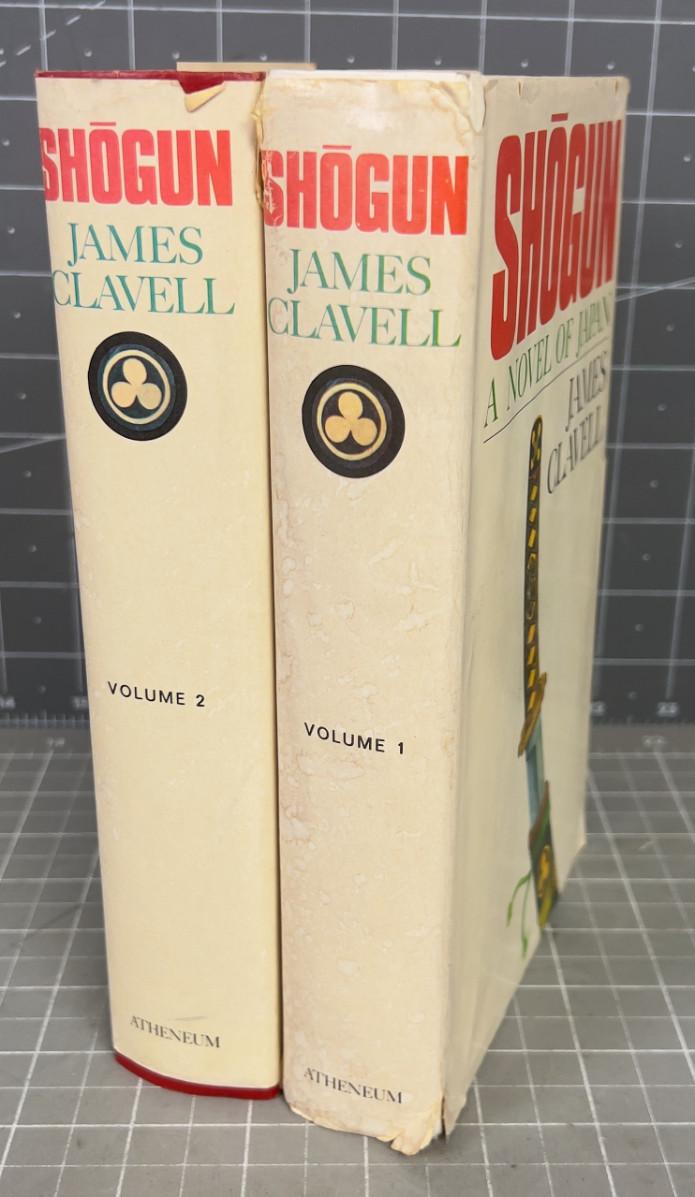 SHŌGUN
JAMES
CLAVELL
VOLUME 2
ATHENEUM
SHŌGUN
JAMES
CLAVELL
VOLUME 1
ATHENEUM
SHŌGUN
A NOVEL OF JAPAN
JAMES
CLAVELL